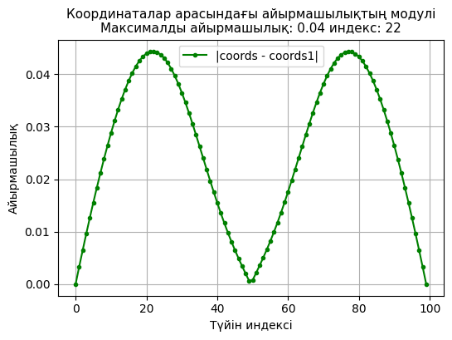 Координаталар арасындағы айырмашылықтың модулі
Максималды айырмашылық: 0.04 индекс: 22
|coords - coords1|
Айырмашылық
0.04
0.03
0.02
0.01
0.00
0 20 40 60 80 100
Түйін индексі